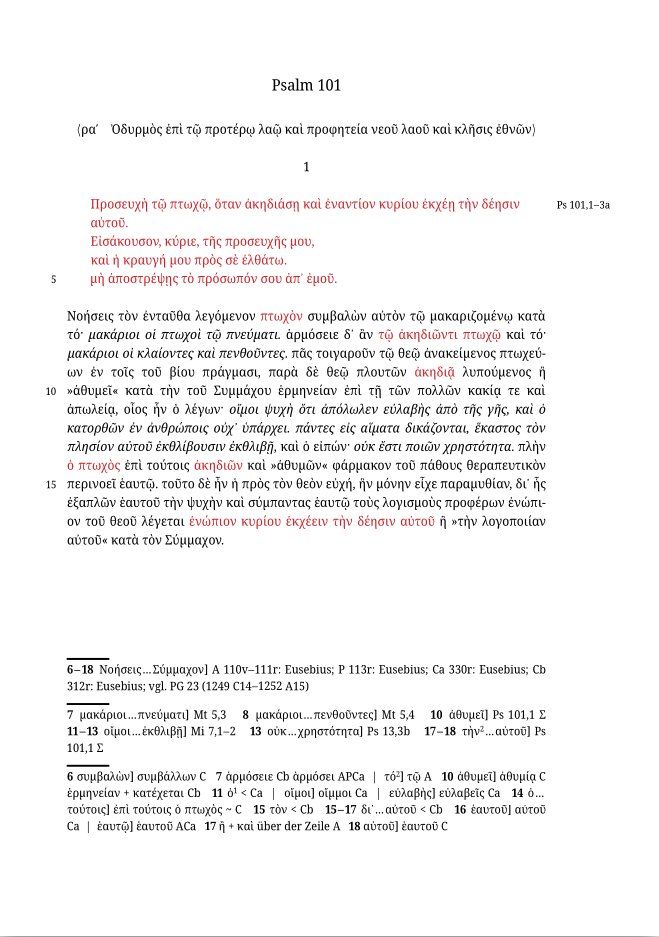 Psalm 101
⟨ρα′ Ὀδυρμὸς ἐπὶ τῷ προτέρῳ λαῷ καὶ προφητεία νεοῦ λαοῦ καὶ κλῆσις ἐθνῶν⟩
1
Προσευχὴ τῷ πτωχῷ, ὅταν ἀκηδιάσῃ καὶ ἐναντίον κυρίου ἐκχέῃ τὴν δέησιν Ps 101,1–3a
αὐτοῦ.
Εἰσάκουσον, κύριε, τῆς προσευχῆς μου,
καὶ ἡ κραυγή μου πρὸς σὲ ἐλθάτω.
5 μὴ ἀποστρέψῃς τὸ πρόσωπόν σου ἀπ᾽ ἐμοῦ.
Νοήσεις τὸν ἐνταῦθα λεγόμενον πτωχὸν συμβαλὼν αὐτὸν τῷ μακαριζομένῳ κατὰ
τό· μακάριοι οἱ πτωχοὶ τῷ πνεύματι. ἁρμόσειε δ᾽ ἂν τῷ ἀκηδιῶντι πτωχῷ καὶ τό·
μακάριοι οἱ κλαίοντες καὶ πενθοῦντες. πᾶς τοιγαροῦν τῷ θεῷ ἀνακείμενος πτωχεύ-
ων ἐν τοῖς τοῦ βίου πράγμασι, παρὰ δὲ θεῷ πλουτῶν ἀκηδιᾷ λυπούμενος ἢ
10 »ἀθυμεῖ« κατὰ τὴν τοῦ Συμμάχου ἑρμηνείαν ἐπὶ τῇ τῶν πολλῶν κακίᾳ τε καὶ
ἀπωλείᾳ, οἷος ἦν ὁ λέγων· οἴμοι ψυχὴ ὅτι ἀπόλωλεν εὐλαβὴς ἀπὸ τῆς γῆς, καὶ ὁ
κατορθῶν ἐν ἀνθρώποις οὐχ᾽ ὑπάρχει. πάντες εἰς αἵματα δικάζονται, ἕκαστος τὸν
πλησίον αὐτοῦ ἐκθλίβουσιν ἐκθλιβῇ, καὶ ὁ εἰπών· οὐκ ἔστι ποιῶν χρηστότητα. πλὴν
ὁ πτωχὸς ἐπὶ τούτοις ἀκηδιῶν καὶ »ἀθυμῶν« φάρμακον τοῦ πάθους θεραπευτικὸν
15 περινοεῖ ἑαυτῷ. τοῦτο δὲ ἦν ἡ πρὸς τὸν θεὸν εὐχή, ἣν μόνην εἶχε παραμυθίαν, δι᾽ ἧς
ἐξαπλῶν ἑαυτοῦ τὴν ψυχὴν καὶ σύμπαντας ἑαυτῷ τοὺς λογισμοὺς προφέρων ἐνώπι-
ον τοῦ θεοῦ λέγεται ἐνώπιον κυρίου ἐκχέειν τὴν δέησιν αὐτοῦ ἢ »τὴν λογοποιίαν
αὐτοῦ« κατὰ τὸν Σύμμαχον.
6–18 Νοήσεις…Σύμμαχον] A 110v–111r: Eusebius; P 113r: Eusebius; Ca 330r: Eusebius; Cb
312r: Eusebius; vgl. PG 23 (1249 C14–1252 A15)
7 μακάριοι…πνεύματι] Mt 5,3 8 μακάριοι…πενθοῦντες] Mt 5,4 10 ἀθυμεῖ] Ps 101,1 Σ
11–13 οἴμοι…ἐκθλιβῇ] Mi 7,1–2 13 οὐκ…χρηστότητα] Ps 13,3b 17–18 τὴν²…αὐτοῦ] Ps
101,1 Σ
6 συμβαλὼν] συμβάλλων C 7 ἁρμόσειε Cb ἁρμόσει APCa | τό²] τῷ A 10 ἀθυμεῖ] ἀθυμίᾳ C
ἑρμηνείαν + κατέχεται Cb 11 ὁ¹ < Ca | οἴμοι] οἴμμοι Ca | εὐλαβὴς] εὐλαβεῖς Ca 14 ὁ…
τούτοις] ἐπὶ τούτοις ὁ πτωχὸς ~ C 15 τὸν < Cb 15–17 δι᾽…αὐτοῦ < Cb 16 ἑαυτοῦ] αὐτοῦ
Ca | ἑαυτῷ] ἑαυτοῦ ACa 17 ἢ + καὶ über der Zeile A 18 αὐτοῦ] ἑαυτοῦ C